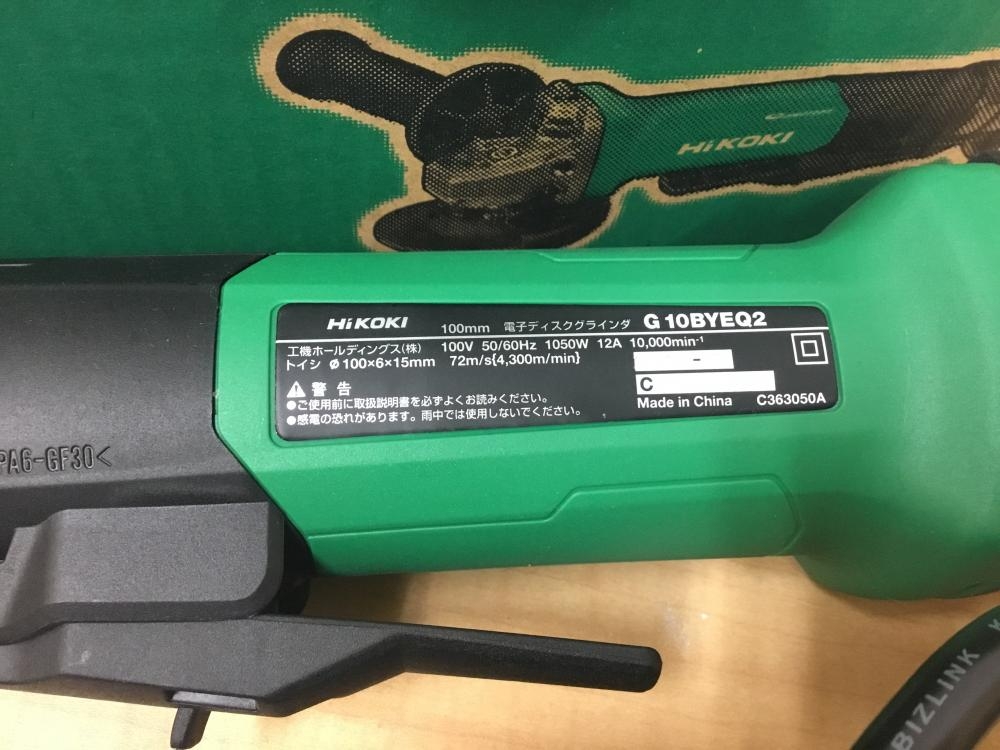 HiKOKI
HiKOKI 100mm 電子ディスクグラインダ G 10BYEQ2
工機ホールディングス(株) 100V 50/60Hz 1050W 12A 10,000min⁻¹
トイシ φ100×6×15mm 72m/s{4,300m/min} -
警告
●ご使用前に取扱説明書を必ずよくお読みください。
●感電の恐れがあります。雨中では使用しないでください。
C
Made in China C363050A
PA6-GF30<
BIZLINK K